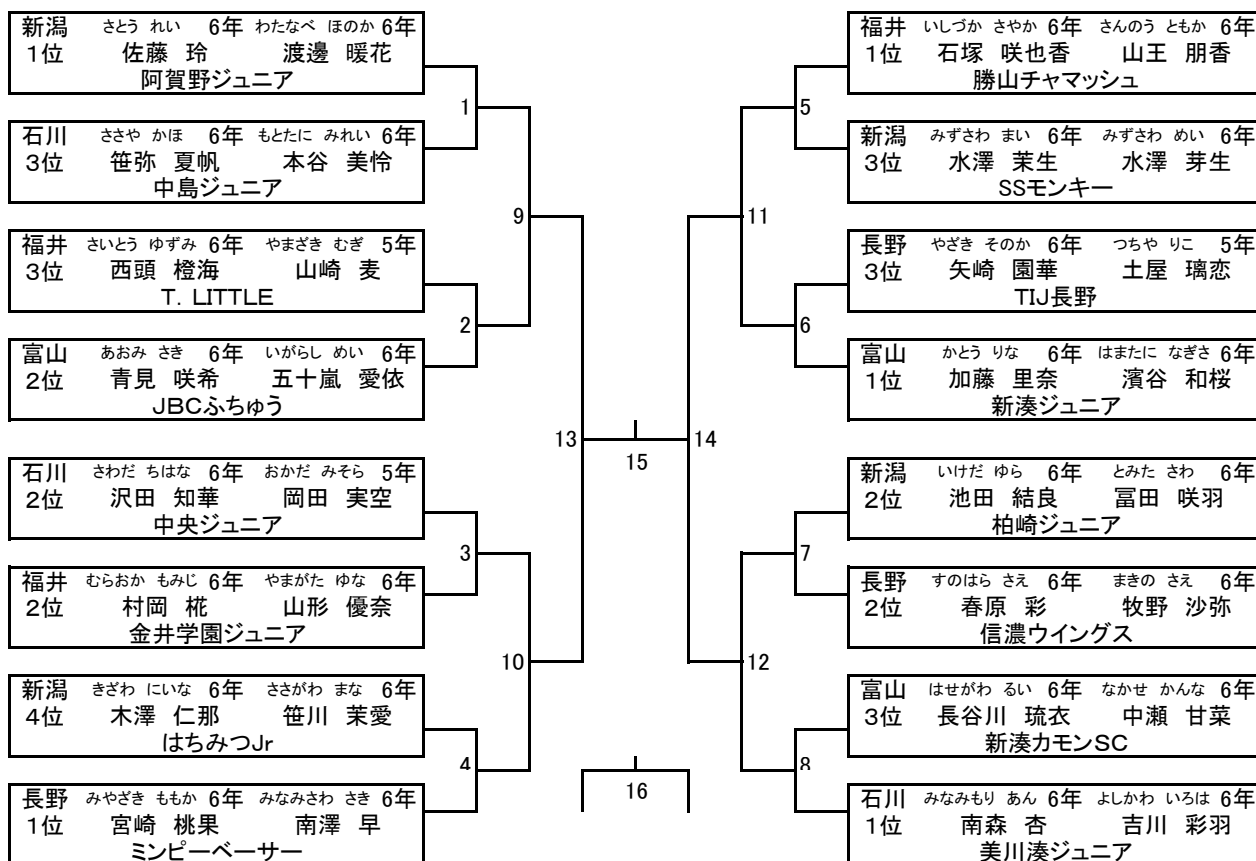 新潟 さとう れい 6年 わたなべ ほのか 6年
1位 佐藤 玲 渡邊 暖花
阿賀野ジュニア
石川 ささや かほ 6年 もとたに みれい 6年
3位 笹弥 夏帆 本谷 美怜
中島ジュニア
福井 さいとう ゆずみ 6年 やまざき むぎ 5年
3位 西頭 橙海 山崎 麦
T. LITTLE
富山 あおみ さき 6年 いがらし めい 6年
2位 青見 咲希 五十嵐 愛依
JBCふちゅう
石川 さわだ ちはな 6年 おかだ みそら 5年
2位 沢田 知華 岡田 実空
中央ジュニア
福井 むらおか もみじ 6年 やまがた ゆな 6年
2位 村岡 椛 山形 優奈
金井学園ジュニア
新潟 きざわ にいな 6年 ささがわ まな 6年
4位 木澤 仁那 笹川 茉愛
はちみつJr
長野 みやざき ももか 6年 みなみさわ さき 6年
1位 宮崎 桃果 南澤 早
ミンピーベーサー
1
2
3
4
9
10
13
15
16
14
11
12
5
6
7
8
福井 いしづか さやか 6年 さんのう ともか 6年
1位 石塚 咲也香 山王 朋香
勝山チャマッシュ
新潟 みずさわ まい 6年 みずさわ めい 6年
3位 水澤 茉生 水澤 芽生
SSモンキー
長野 やざき そのか 6年 つちや りこ 5年
3位 矢崎 園華 土屋 璃恋
TIJ長野
富山 かとう りな 6年 はまたに なぎさ 6年
1位 加藤 里奈 濱谷 和桜
新湊ジュニア
新潟 いけだ ゆら 6年 とみた さわ 6年
2位 池田 結良 冨田 咲羽
柏崎ジュニア
長野 すのはら さえ 6年 まきの さえ 6年
2位 春原 彩 牧野 沙弥
信濃ウイングス
富山 はせがわ るい 6年 なかせ かんな 6年
3位 長谷川 琉衣 中瀬 甘菜
新湊カモンSC
石川 みなみもり あん 6年 よしかわ いろは 6年
1位 南森 杏 吉川 彩羽
美川湊ジュニア